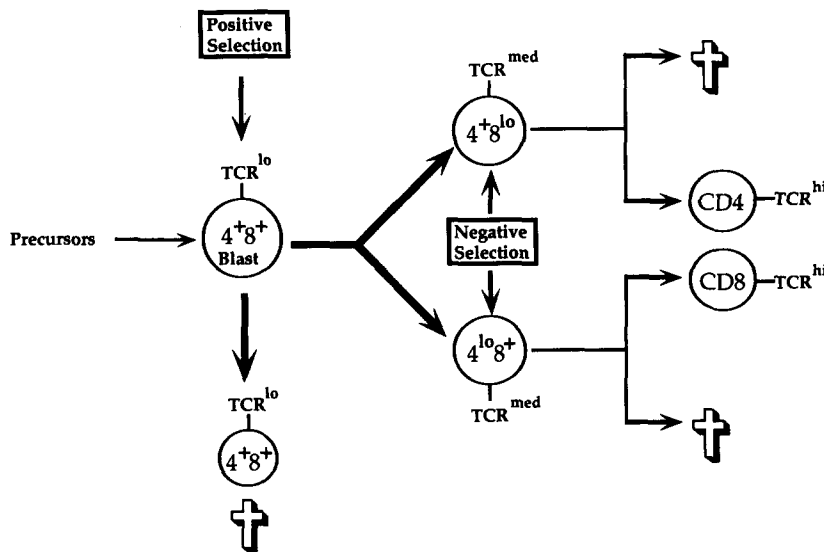 Positive
Selection
TCR^lo
Precursors
4^+8^+
Blast
TCR^lo
4^+8^+
TCR^med
4^+8^lo
Negative
Selection
4^lo8^+
TCR^med
CD4
TCR^hi
CD8
TCR^hi